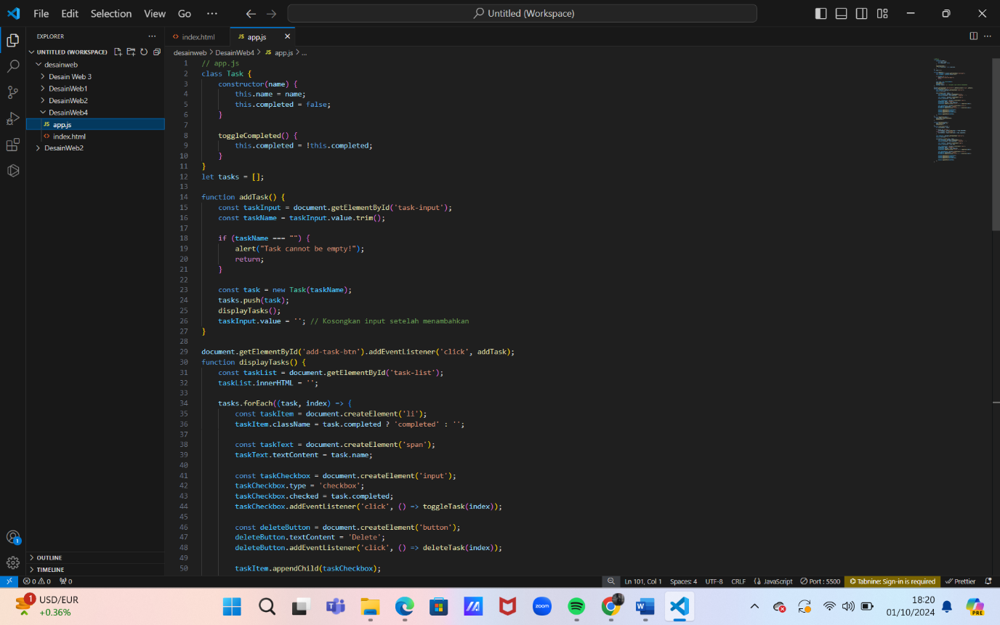 File Edit Selection View Go ··· Untitled (Workspace)
EXPLORER ···
index.html
JS app.js
UNTITLED (WORKSPACE)
desainweb > DesainWeb4 > JS app.js > ...
desainweb
Desain Web 3
DesainWeb1
DesainWeb2
DesainWeb4
JS app.js
index.html
DesainWeb2
1 // app.js
2 class Task {
3 constructor(name) {
4 this.name = name;
5 this.completed = false;
6 }
7
8 toggleCompleted() {
9 this.completed = !this.completed;
10 }
11 }
12 let tasks = [];
13
14 function addTask() {
15 const taskInput = document.getElementById('task-input');
16 const taskName = taskInput.value.trim();
17
18 if (taskName === "") {
19 alert("Task cannot be empty!");
20 return;
21 }
22
23 const task = new Task(taskName);
24 tasks.push(task);
25 displayTasks();
26 taskInput.value = ''; // Kosongkan input setelah menambahkan
27 }
28
29 document.getElementById('add-task-btn').addEventListener('click', addTask);
30 function displayTasks() {
31 const taskList = document.getElementById('task-list');
32 taskList.innerHTML = '';
33
34 tasks.forEach((task, index) => {
35 const taskItem = document.createElement('li');
36 taskItem.className = task.completed ? 'completed' : '';
37
38 const taskText = document.createElement('span');
39 taskText.textContent = task.name;
40
41 const taskCheckbox = document.createElement('input');
42 taskCheckbox.type = 'checkbox';
43 taskCheckbox.checked = task.completed;
44 taskCheckbox.addEventListener('click', () => toggleTask(index));
45
46 const deleteButton = document.createElement('button');
47 deleteButton.textContent = 'Delete';
48 deleteButton.addEventListener('click', () => deleteTask(index));
49
50 taskItem.appendChild(taskCheckbox);
OUTLINE
TIMELINE
1
0 0 0 Ln 101, Col 1 Spaces: 4 UTF-8 CRLF JavaScript Port : 5500 Tabnine: Sign-in is required Prettier
1 USD/EUR
+0.36%
zoom
18:20
01/10/2024
PRE